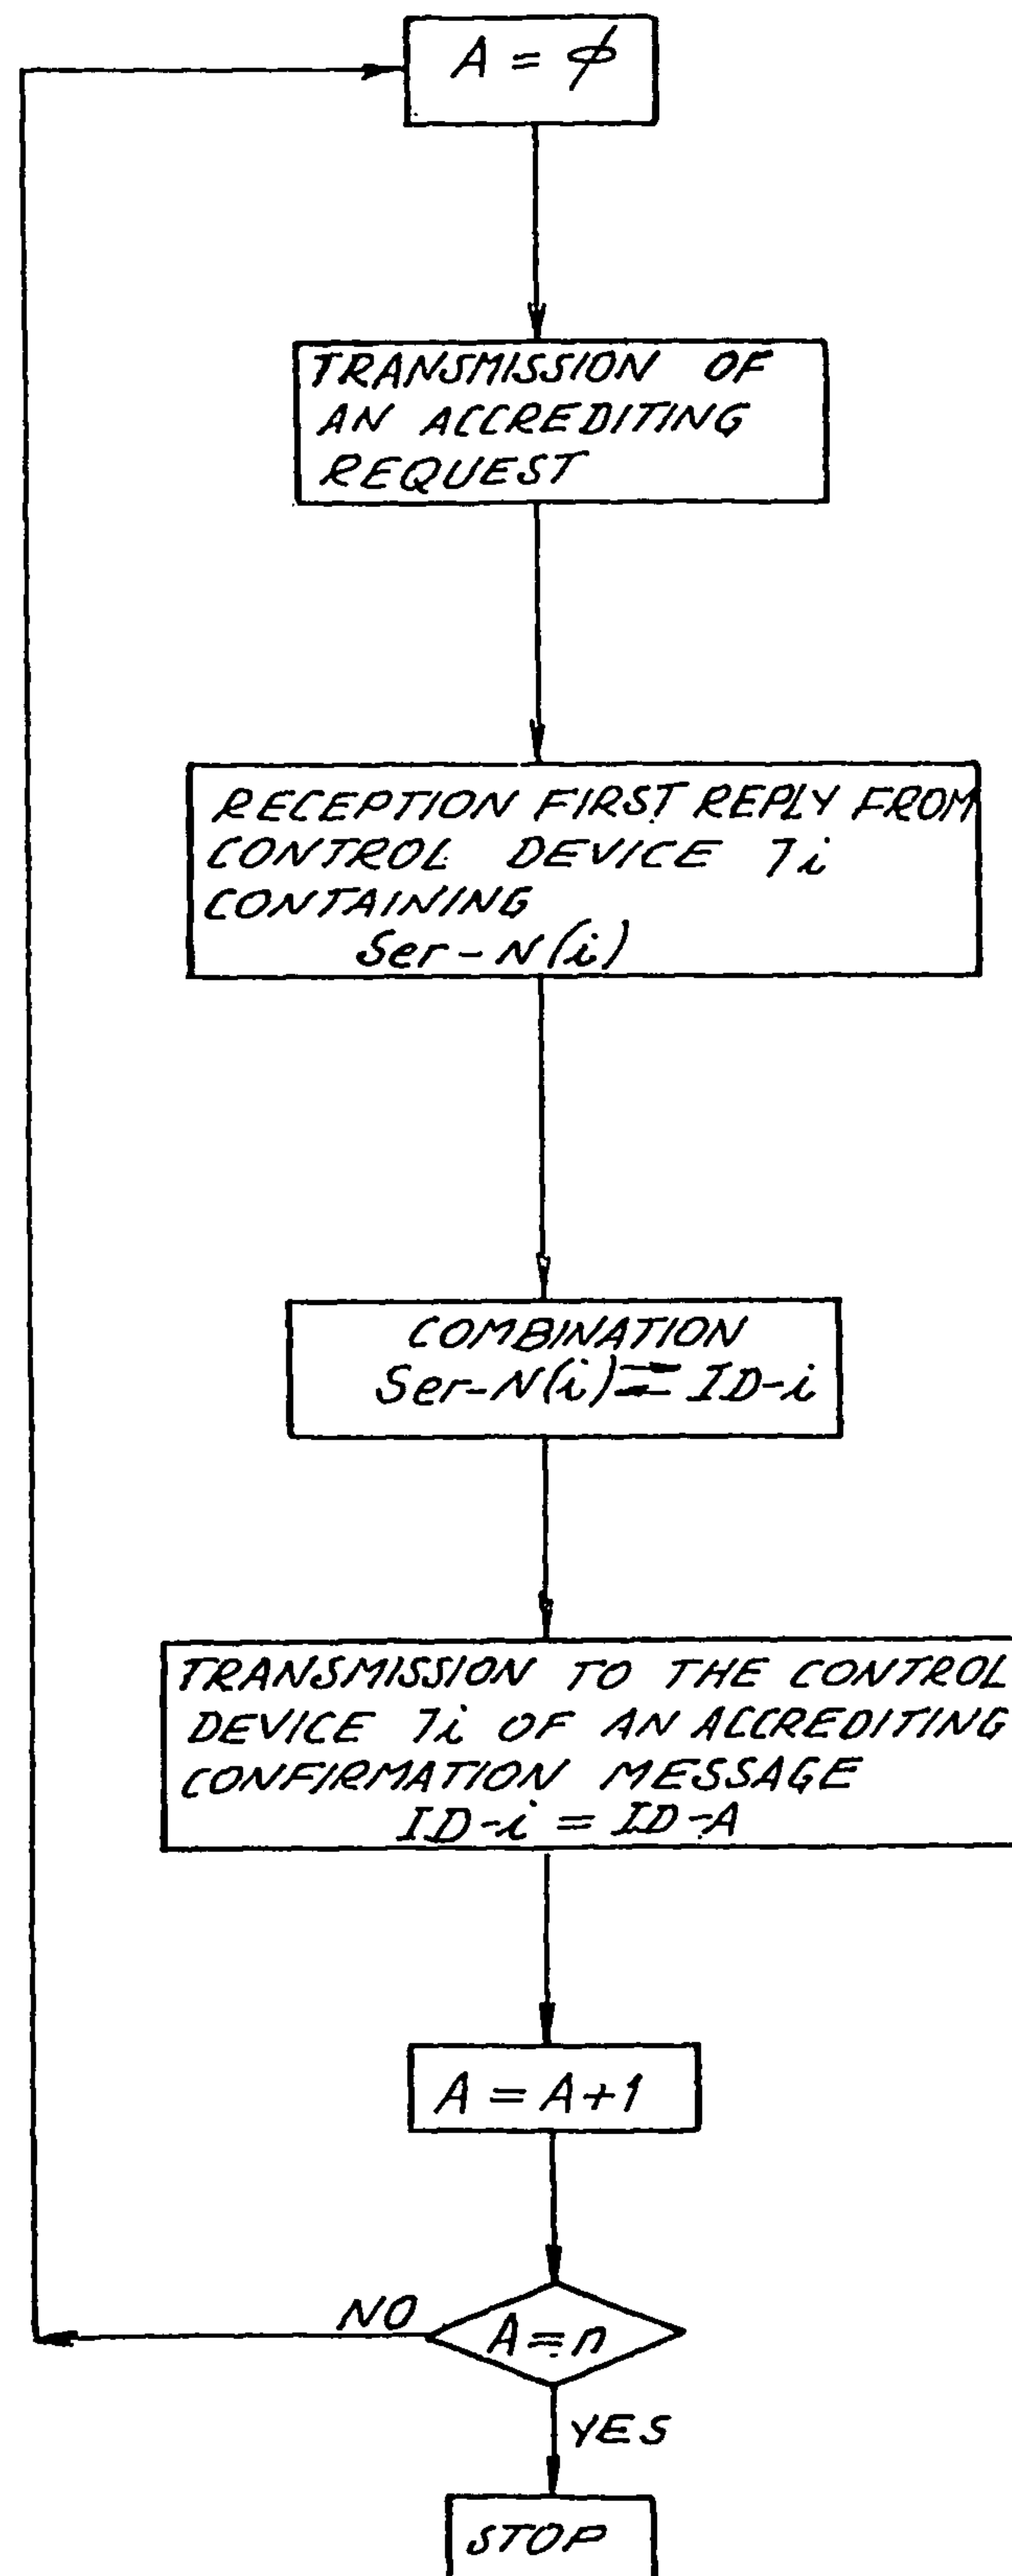 A = ϕ
TRANSMISSION OF
AN ACCREDITING
REQUEST
RECEPTION FIRST REPLY FROM
CONTROL DEVICE 7i
CONTAINING
Ser-N(i)
COMBINATION
Ser-N(i) ⇄ ID-i
TRANSMISSION TO THE CONTROL
DEVICE 7i OF AN ACCREDITING
CONFIRMATION MESSAGE
ID-i = ID-A
A = A+1
NO
A = n
YES
STOP